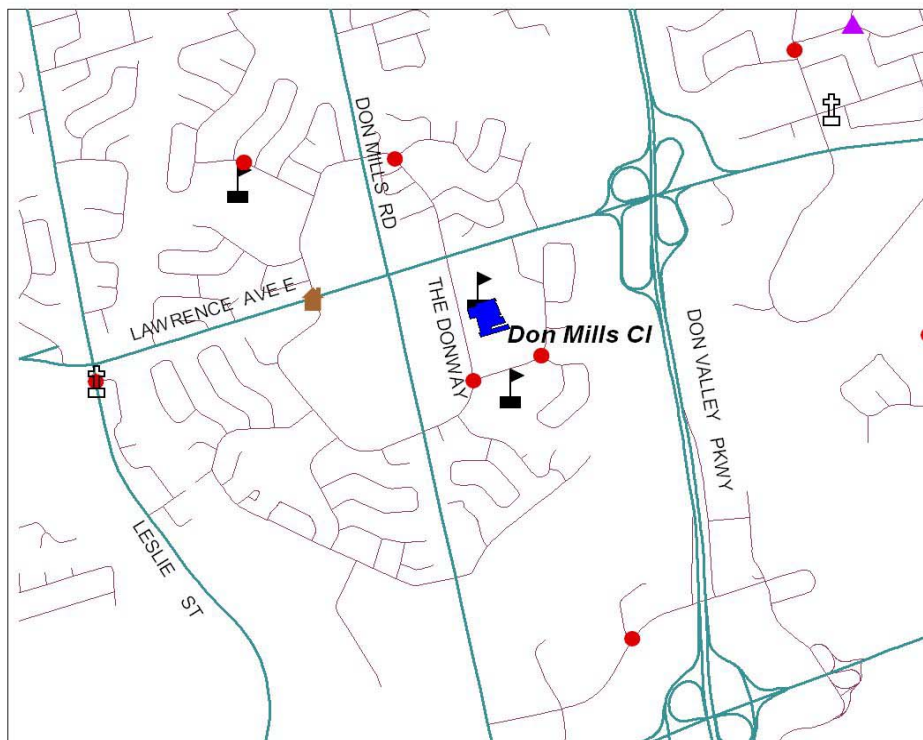 DON MILLS RD
LAWRENCE AVE E
THE DONWAY
Don Mills CI
DON VALLEY PKWY
LESLIE ST